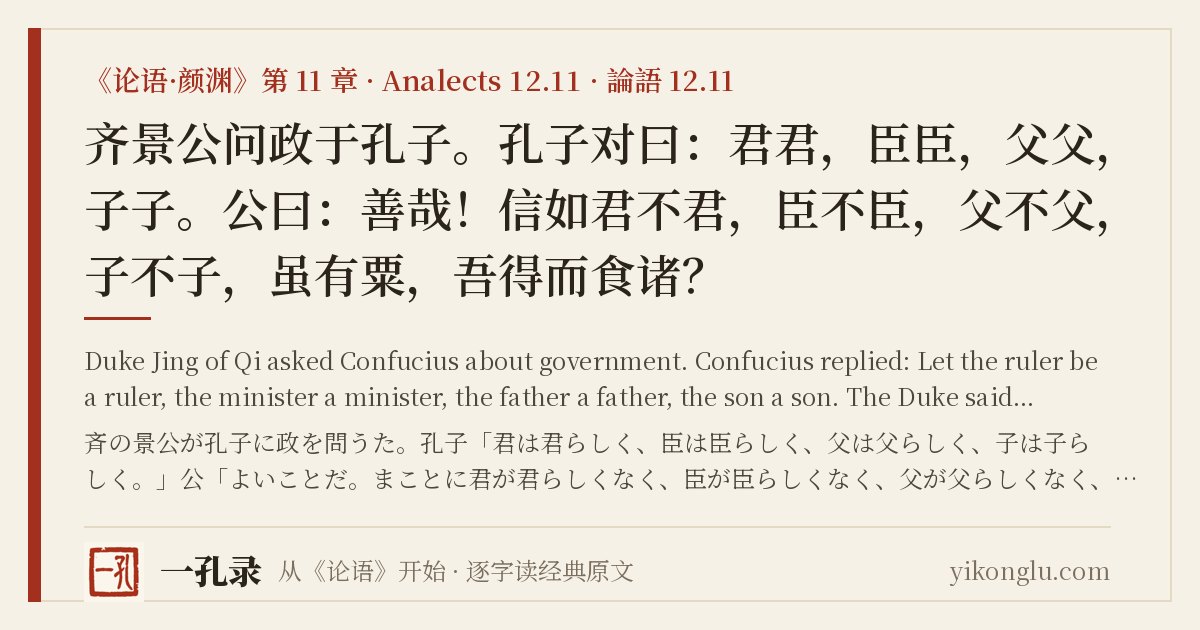 《论语·颜渊》第 11 章 · Analects 12.11 · 論語 12.11
齐景公问政于孔子。孔子对曰：君君，臣臣，父父，
子子。公曰：善哉！信如君不君，臣不臣，父不父，
子不子，虽有粟，吾得而食诸？
Duke Jing of Qi asked Confucius about government. Confucius replied: Let the ruler be
a ruler, the minister a minister, the father a father, the son a son. The Duke said…
斉の景公が孔子に政を問うた。孔子「君は君らしく、臣は臣らしく、父は父らしく、子は子ら
しく。」公「よいことだ。まことに君が君らしくなく、臣が臣らしくなく、父が父らしくなく、…
一孔
一孔录 从《论语》开始 · 逐字读经典原文 yikonglu.com